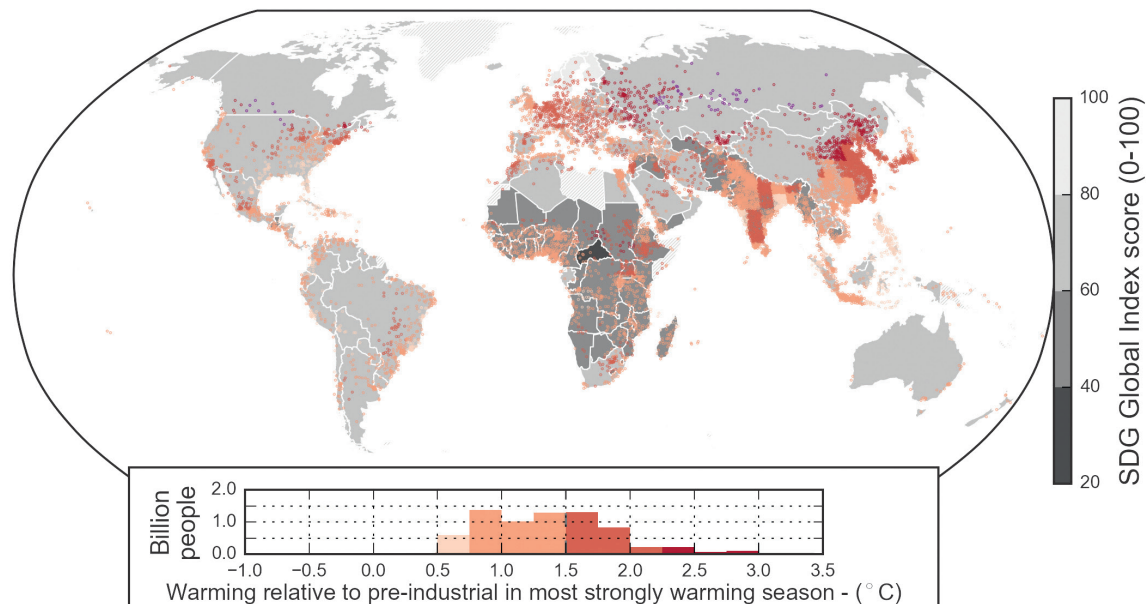 100
80
60
40
20
SDG Global Index score (0-100)
2.0
1.0
0.0
Billion
people
−1.0 −0.5 0.0 0.5 1.0 1.5 2.0 2.5 3.0 3.5
Warming relative to pre-industrial in most strongly warming season - (°C)